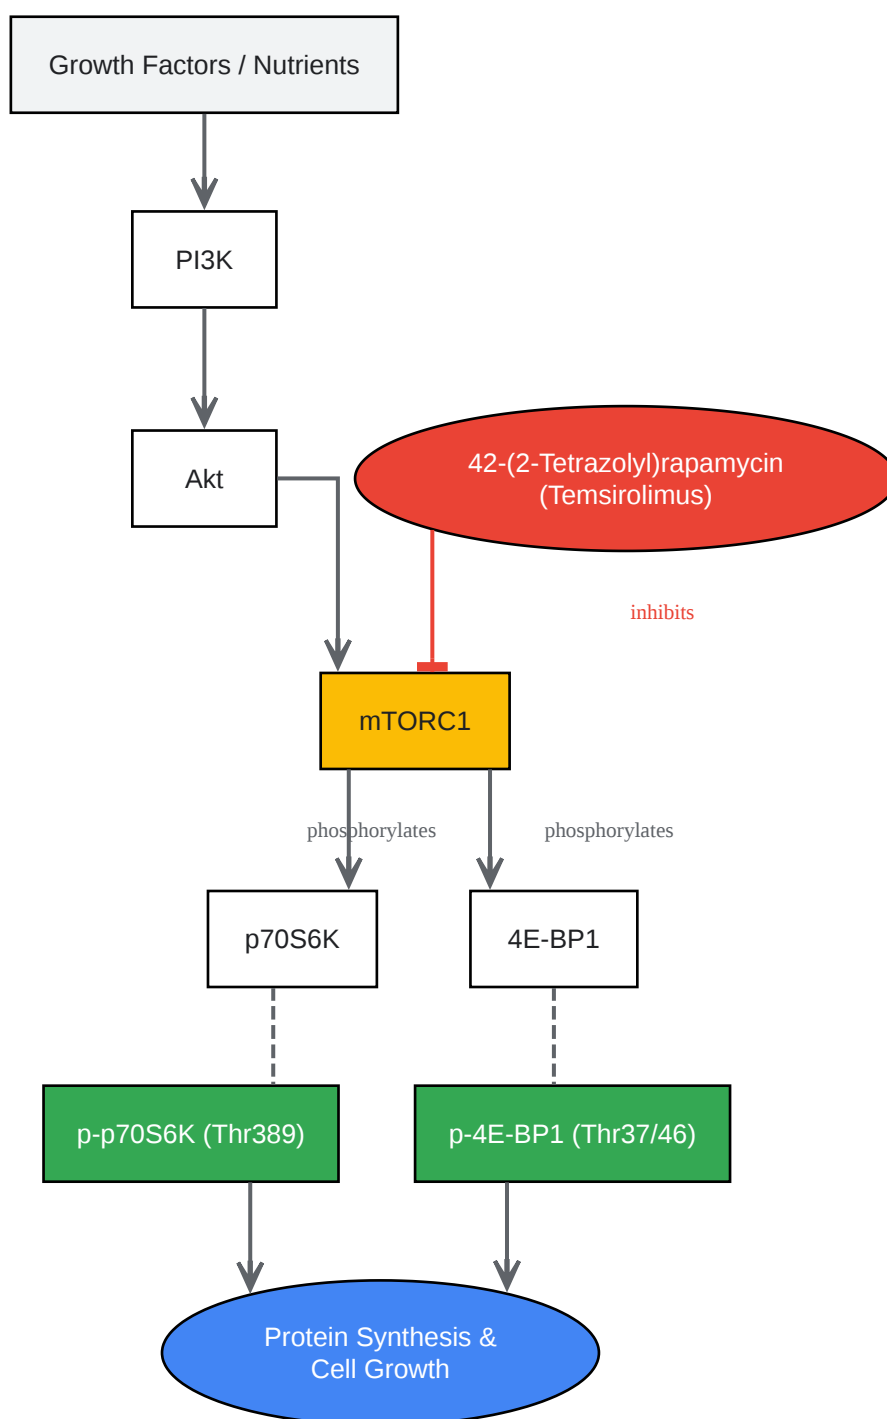 Growth Factors / Nutrients
PI3K
Akt
42-(2-Tetrazolyl)rapamycin
(Temsirolimus)
inhibits
mTORC1
phosphorylates
phosphorylates
p70S6K
4E-BP1
p-p70S6K (Thr389)
p-4E-BP1 (Thr37/46)
Protein Synthesis &
Cell Growth